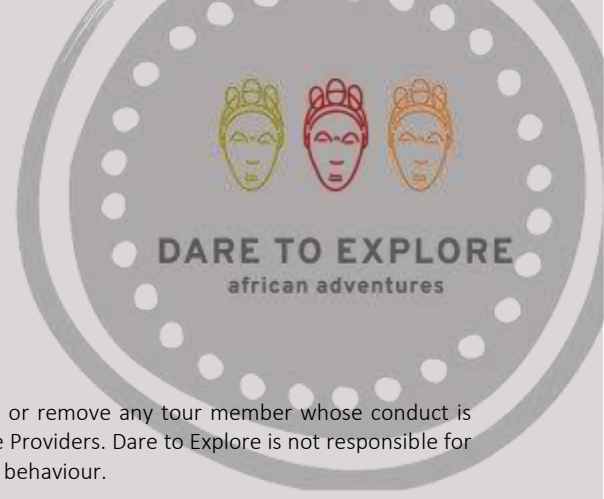 DARE TO EXPLORE
african adventures
or remove any tour member whose conduct is
e Providers. Dare to Explore is not responsible for
behaviour.